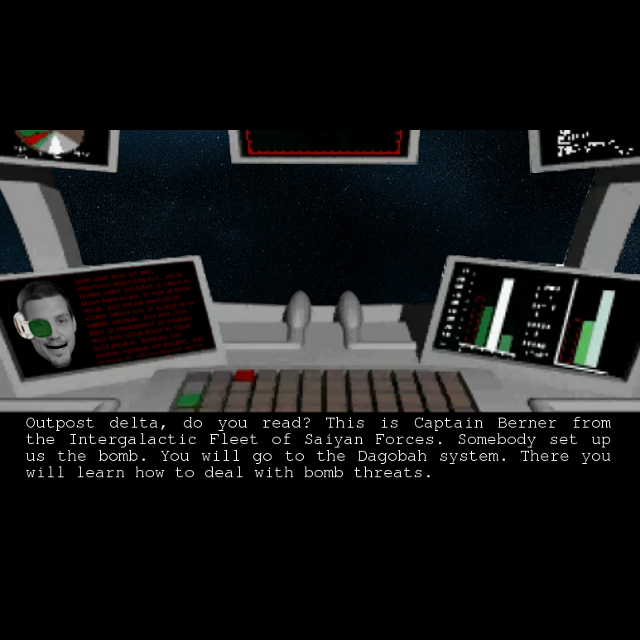 Outpost delta, do you read? This is Captain Berner from
the Intergalactic Fleet of Saiyan Forces. Somebody set up
us the bomb. You will go to the Dagobah system. There you
will learn how to deal with bomb threats.